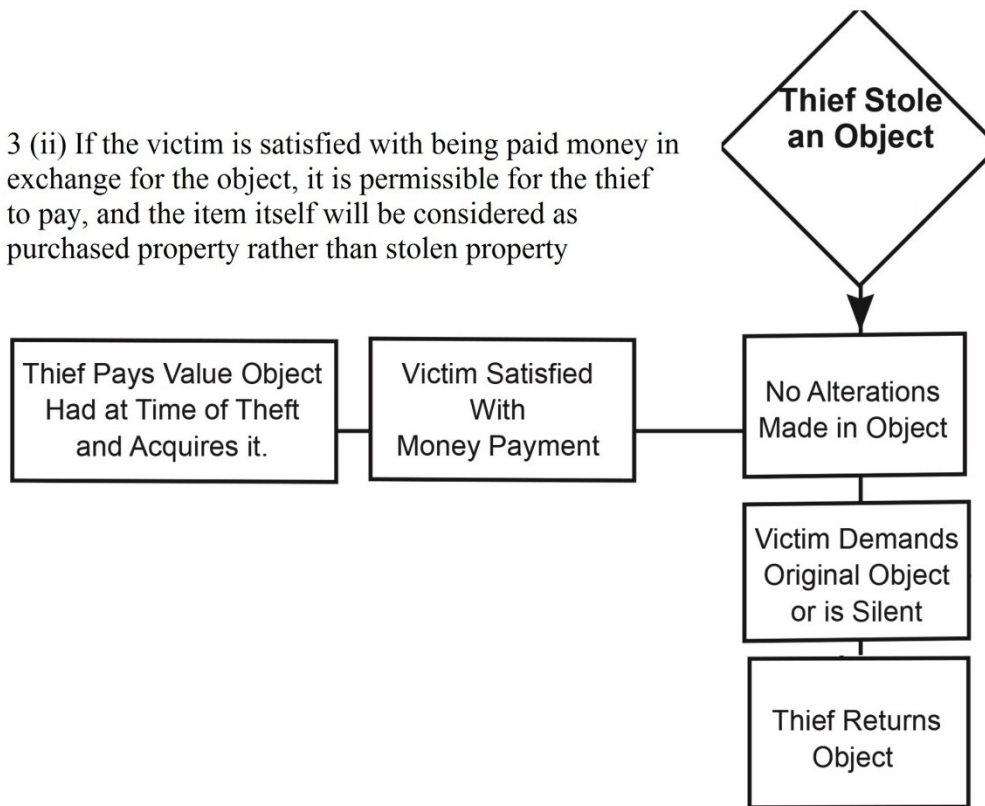 Thief Stole
an Object
3 (ii) If the victim is satisfied with being paid money in
exchange for the object, it is permissible for the thief
to pay, and the item itself will be considered as
purchased property rather than stolen property
Thief Pays Value Object
Had at Time of Theft
and Acquires it.
Victim Satisfied
With
Money Payment
No Alterations
Made in Object
Victim Demands
Original Object
or is Silent
Thief Returns
Object